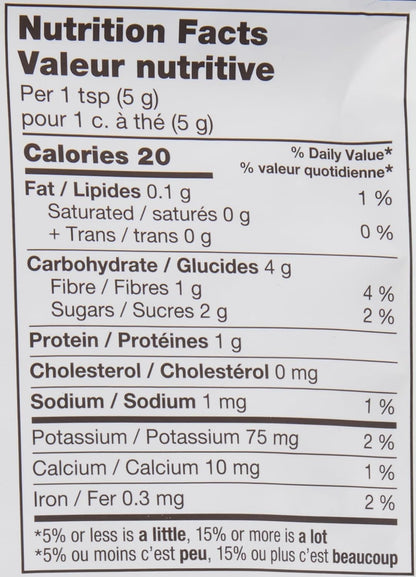 Nutrition Facts
Valeur nutritive
Per 1 tsp (5 g)
pour 1 c. à thé (5 g)
Calories 20
% Daily Value*
% valeur quotidienne*
Fat / Lipides 0.1 g 1 %
Saturated / saturés 0 g
+ Trans / trans 0 g 0 %
Carbohydrate / Glucides 4 g
Fibre / Fibres 1 g 4 %
Sugars / Sucres 2 g 2 %
Protein / Protéines 1 g
Cholesterol / Cholestérol 0 mg
Sodium / Sodium 1 mg 1 %
Potassium / Potassium 75 mg 2 %
Calcium / Calcium 10 mg 1 %
Iron / Fer 0.3 mg 2 %
*5% or less is a little, 15% or more is a lot
*5% ou moins c'est peu, 15% ou plus c'est beaucoup